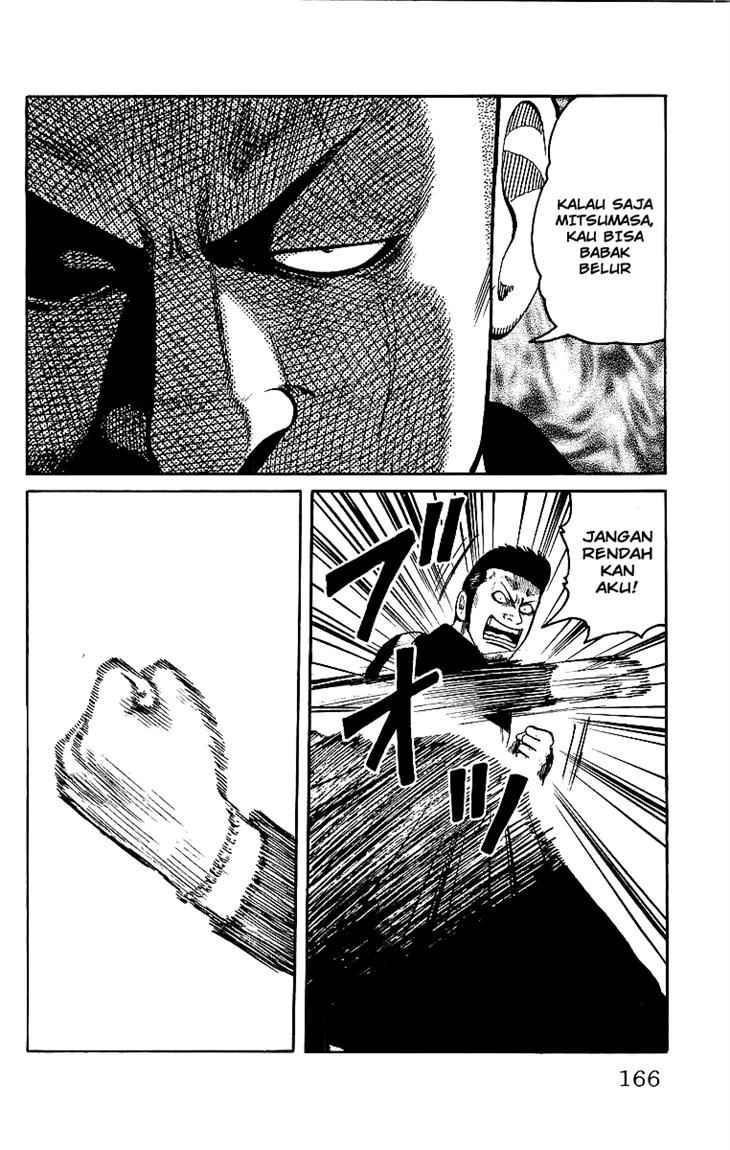 KALAU SAJA
MITSUMASA,
KAU BISA
BABAK
BELUR
JANGAN
RENDAH
KAN
AKU!
ブオッ
166